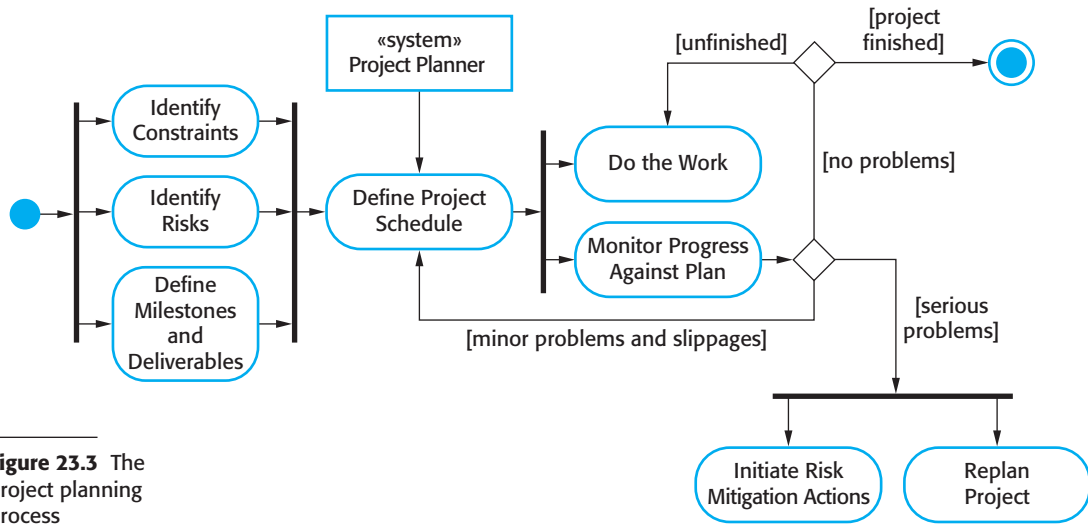 «system»
Project Planner
[unfinished]
[project
finished]
Identify
Constraints
Identify
Risks
Define
Milestones
and
Deliverables
Define Project
Schedule
Do the Work
Monitor Progress
Against Plan
[no problems]
[minor problems and slippages]
[serious
problems]
Initiate Risk
Mitigation Actions
Replan
Project
igure 23.3 The
roject planning
rocess